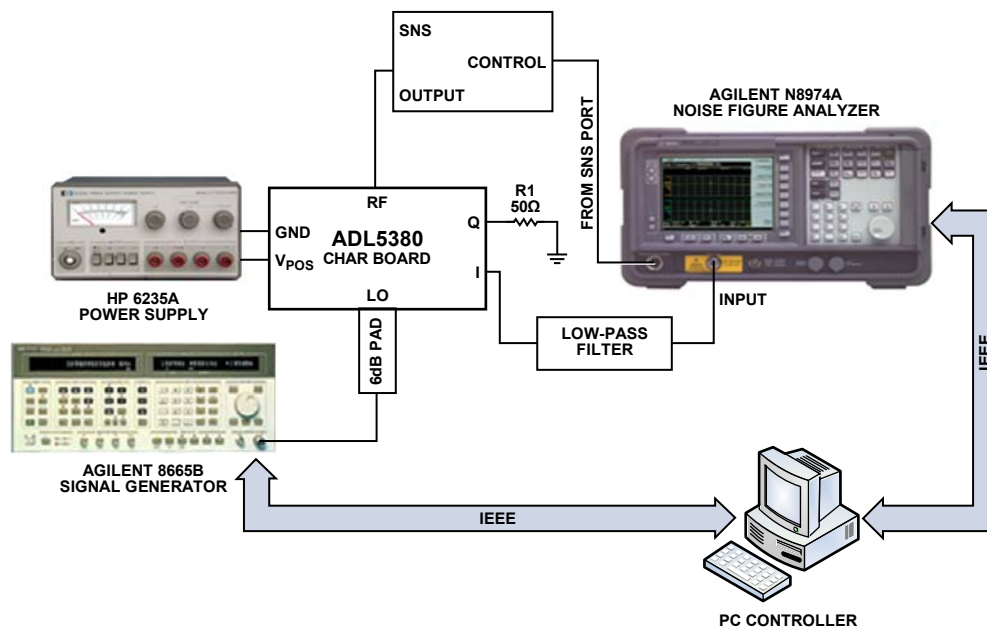 SNS
CONTROL
OUTPUT
AGILENT N8974A
NOISE FIGURE ANALYZER
FROM SNS PORT
RF
R1
50Ω
Q
GND
ADL5380
CHAR BOARD
VPOS
I
LO
HP 6235A
POWER SUPPLY
INPUT
LOW-PASS
FILTER
6dB PAD
IEEE
AGILENT 8665B
SIGNAL GENERATOR
IEEE
PC CONTROLLER